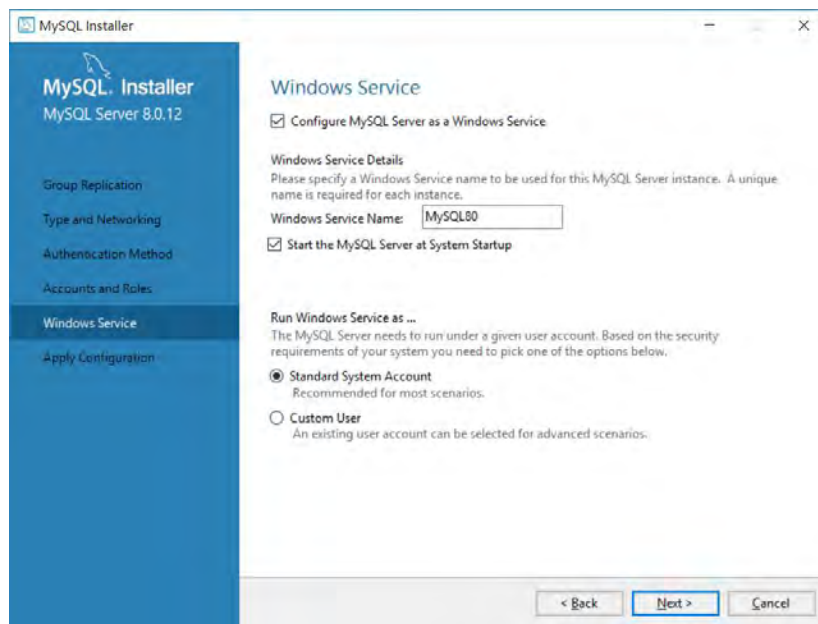 MySQL Installer
MySQL. Installer
MySQL Server 8.0.12
Group Replication
Type and Networking
Authentication Method
Accounts and Roles
Windows Service
Apply Configuration
Windows Service
Configure MySQL Server as a Windows Service
Windows Service Details
Please specify a Windows Service name to be used for this MySQL Server instance. A unique
name is required for each instance.
Windows Service Name: MySQL80
Start the MySQL Server at System Startup
Run Windows Service as ...
The MySQL Server needs to run under a given user account. Based on the security
requirements of your system you need to pick one of the options below.
Standard System Account
Recommended for most scenarios.
Custom User
An existing user account can be selected for advanced scenarios.
< Back
Next >
Cancel